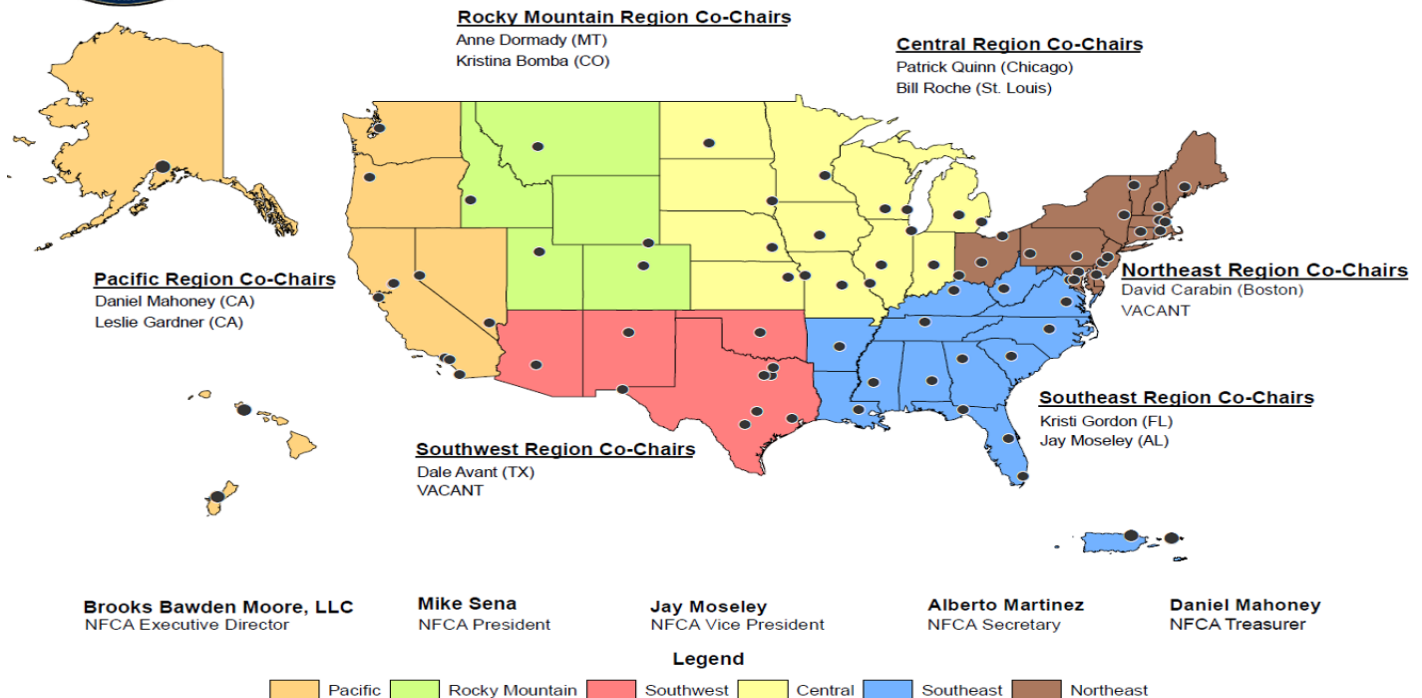 Rocky Mountain Region Co-Chairs
Anne Dormady (MT)
Kristina Bomba (CO)
Central Region Co-Chairs
Patrick Quinn (Chicago)
Bill Roche (St. Louis)
Pacific Region Co-Chairs
Daniel Mahoney (CA)
Leslie Gardner (CA)
Northeast Region Co-Chairs
David Carabin (Boston)
VACANT
Southeast Region Co-Chairs
Kristi Gordon (FL)
Jay Moseley (AL)
Southwest Region Co-Chairs
Dale Avant (TX)
VACANT
Brooks Bawden Moore, LLC
NFCA Executive Director
Mike Sena
NFCA President
Jay Moseley
NFCA Vice President
Alberto Martinez
NFCA Secretary
Daniel Mahoney
NFCA Treasurer
Legend
Pacific
Rocky Mountain
Southwest
Central
Southeast
Northeast